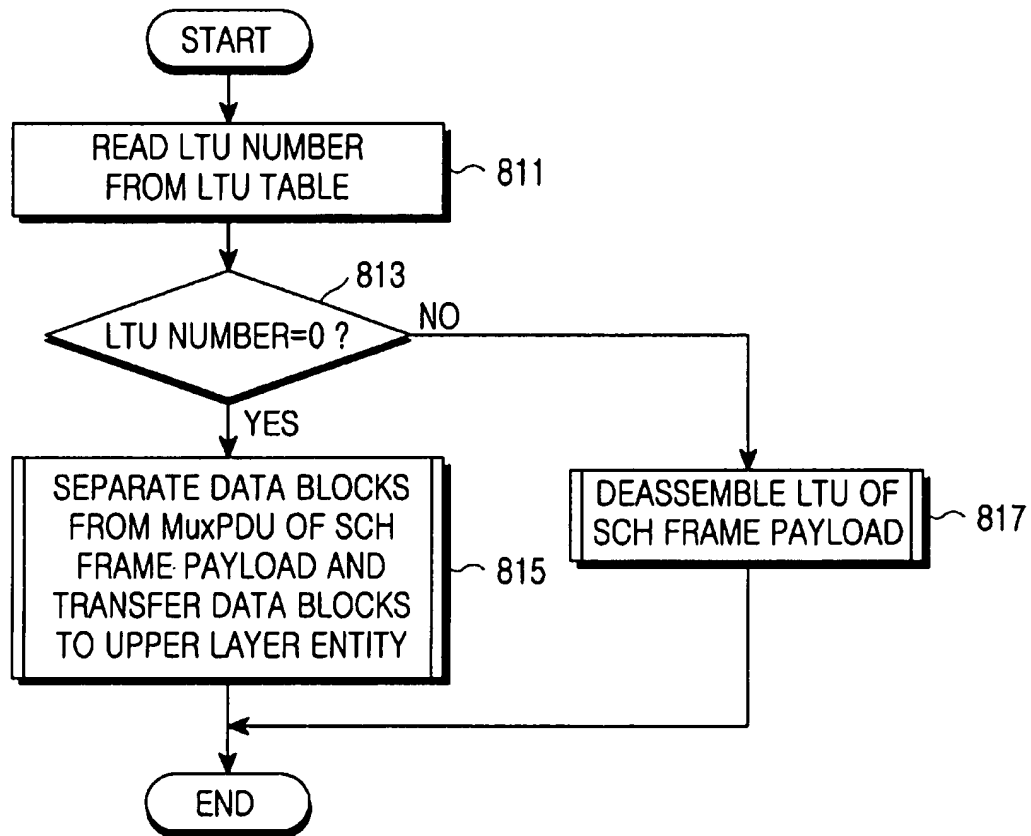 START
READ LTU NUMBER
FROM LTU TABLE
811
813
LTU NUMBER=0 ?
NO
YES
SEPARATE DATA BLOCKS
FROM MuxPDU OF SCH
FRAME PAYLOAD AND
TRANSFER DATA BLOCKS
TO UPPER LAYER ENTITY
815
DEASSEMBLE LTU OF
SCH FRAME PAYLOAD
817
END